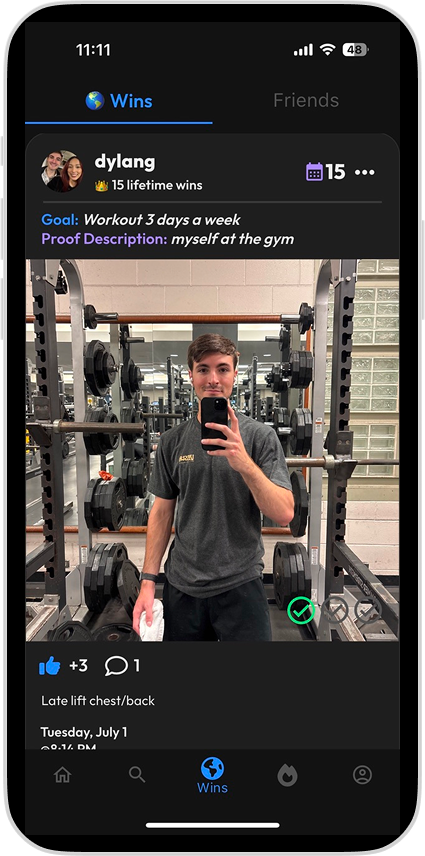 11:11
48
🌎 Wins
Friends
dylang
👑 15 lifetime wins
15
Goal: Workout 3 days a week
Proof Description: myself at the gym
+3
1
Late lift chest/back
Tuesday, July 1
@8:14 PM
Wins